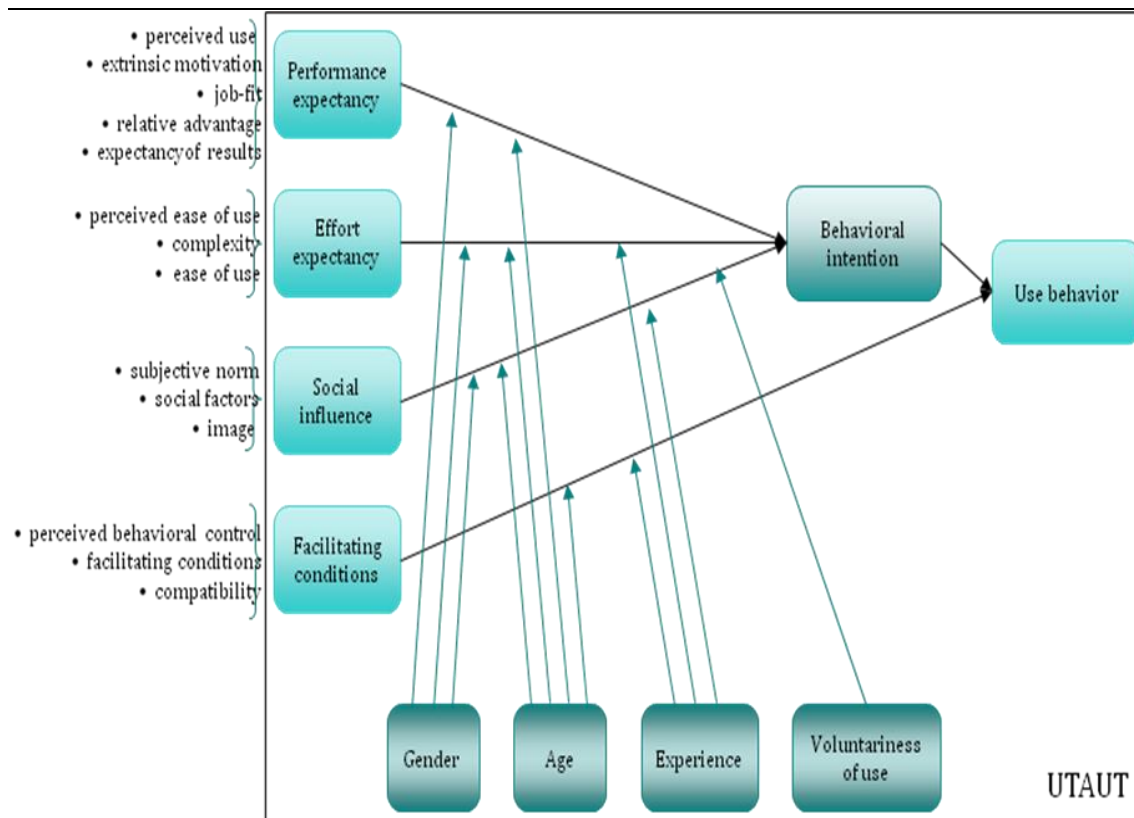 • perceived use
• extrinsic motivation
• job-fit
• relative advantage
• expectancyof results
Performance
expectancy
• perceived ease of use
• complexity
• ease of use
Effort
expectancy
Behavioral
intention
Use behavior
• subjective norm
• social factors
• image
Social
influence
• perceived behavioral control
• facilitating conditions
• compatibility
Facilitating
conditions
Gender
Age
Experience
Voluntariness
of use
UTAUT